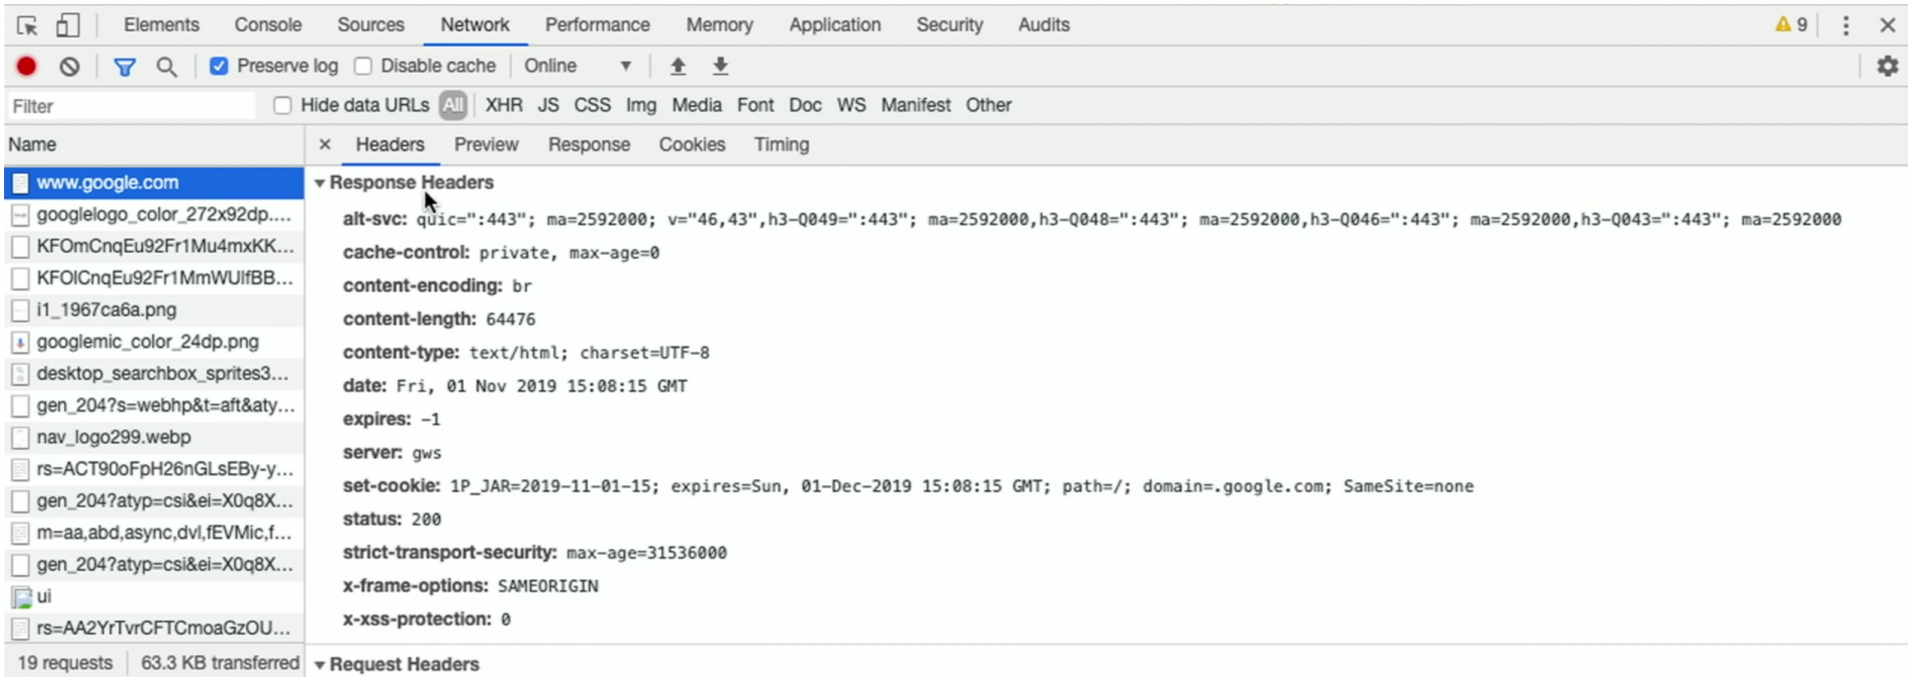 Elements Console Sources Network Performance Memory Application Security Audits 9
Preserve log Disable cache Online
Filter Hide data URLs All XHR JS CSS Img Media Font Doc WS Manifest Other
Name
www.google.com
googlelogo_color_272x92dp....
KFOmCnqEu92Fr1Mu4mxKK...
KFOlCnqEu92Fr1MmWUlfBB...
i1_1967ca6a.png
googlemic_color_24dp.png
desktop_searchbox_sprites3...
gen_204?s=webhp&t=aft&aty...
nav_logo299.webp
rs=ACT90oFpH26nGLsEBy-y...
gen_204?atyp=csi&ei=X0q8X...
m=aa,abd,async,dvl,fEVMic,f...
gen_204?atyp=csi&ei=X0q8X...
ui
rs=AA2YrTvrCFTCmoaGzOU...
19 requests 63.3 KB transferred
Headers Preview Response Cookies Timing
Response Headers
alt-svc: quic=":443"; ma=2592000; v="46,43",h3-Q049=":443"; ma=2592000,h3-Q048=":443"; ma=2592000,h3-Q046=":443"; ma=2592000,h3-Q043=":443"; ma=2592000
cache-control: private, max-age=0
content-encoding: br
content-length: 64476
content-type: text/html; charset=UTF-8
date: Fri, 01 Nov 2019 15:08:15 GMT
expires: -1
server: gws
set-cookie: 1P_JAR=2019-11-01-15; expires=Sun, 01-Dec-2019 15:08:15 GMT; path=/; domain=.google.com; SameSite=none
status: 200
strict-transport-security: max-age=31536000
x-frame-options: SAMEORIGIN
x-xss-protection: 0
Request Headers